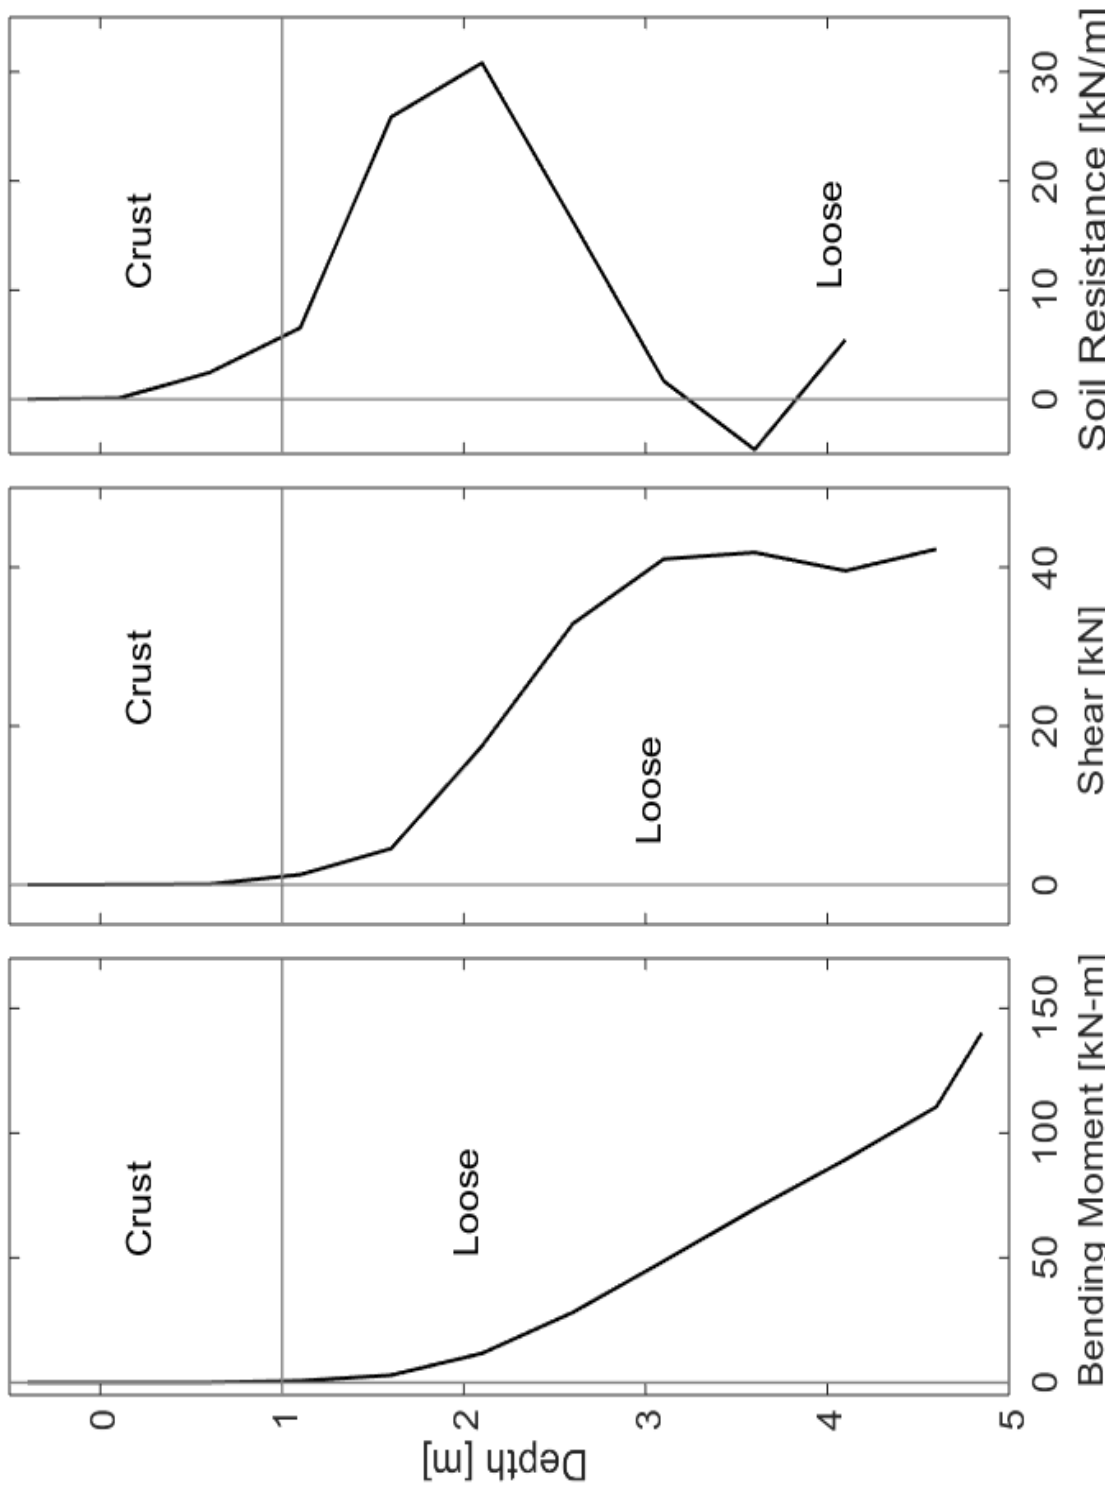 Depth [m]
0
1
2
3
4
5
Crust
Loose
0 50 100 150
Bending Moment [kN-m]
Crust
Loose
0 20 40
Shear [kN]
Crust
Loose
0 10 20 30
Soil Resistance [kN/m]